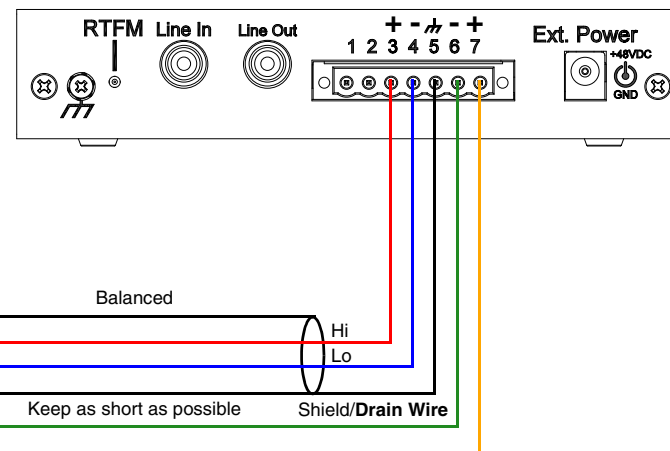 RTFM Line In Line Out + - - + Ext. Power
1 2 3 4 5 6 7 +48VDC
GND
Balanced
Hi
Lo
Keep as short as possible Shield/Drain Wire